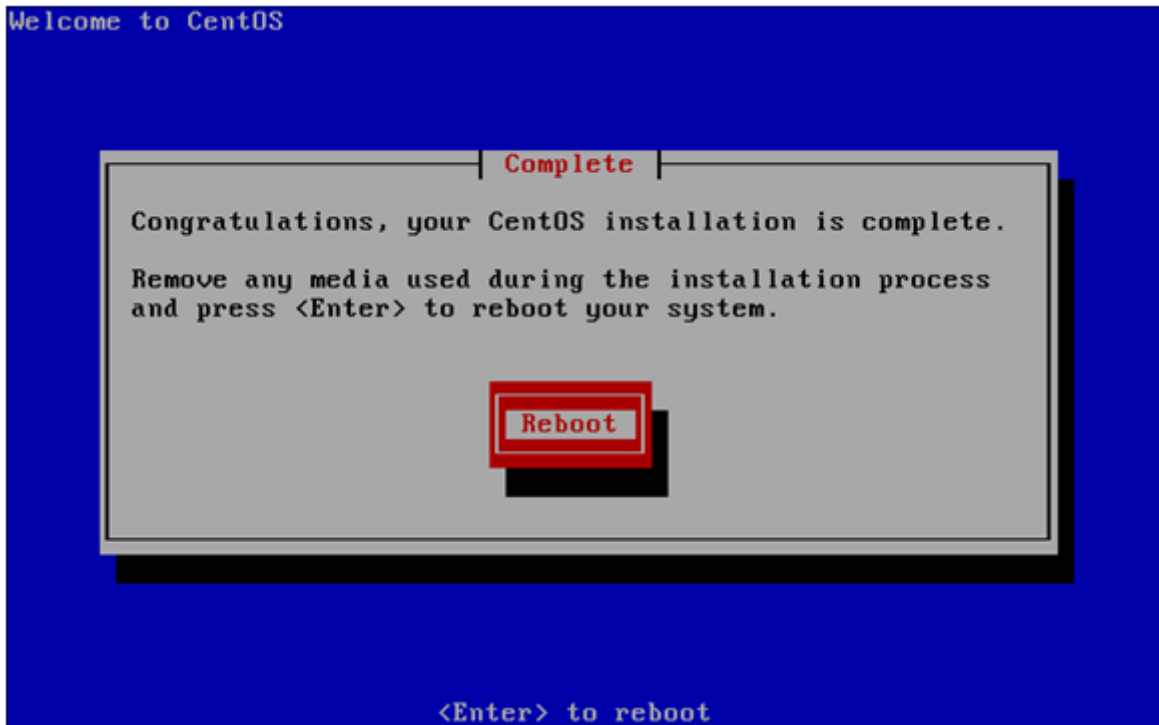 Welcome to CentOS
Complete
Congratulations, your CentOS installation is complete.
Remove any media used during the installation process
and press <Enter> to reboot your system.
Reboot
<Enter> to reboot